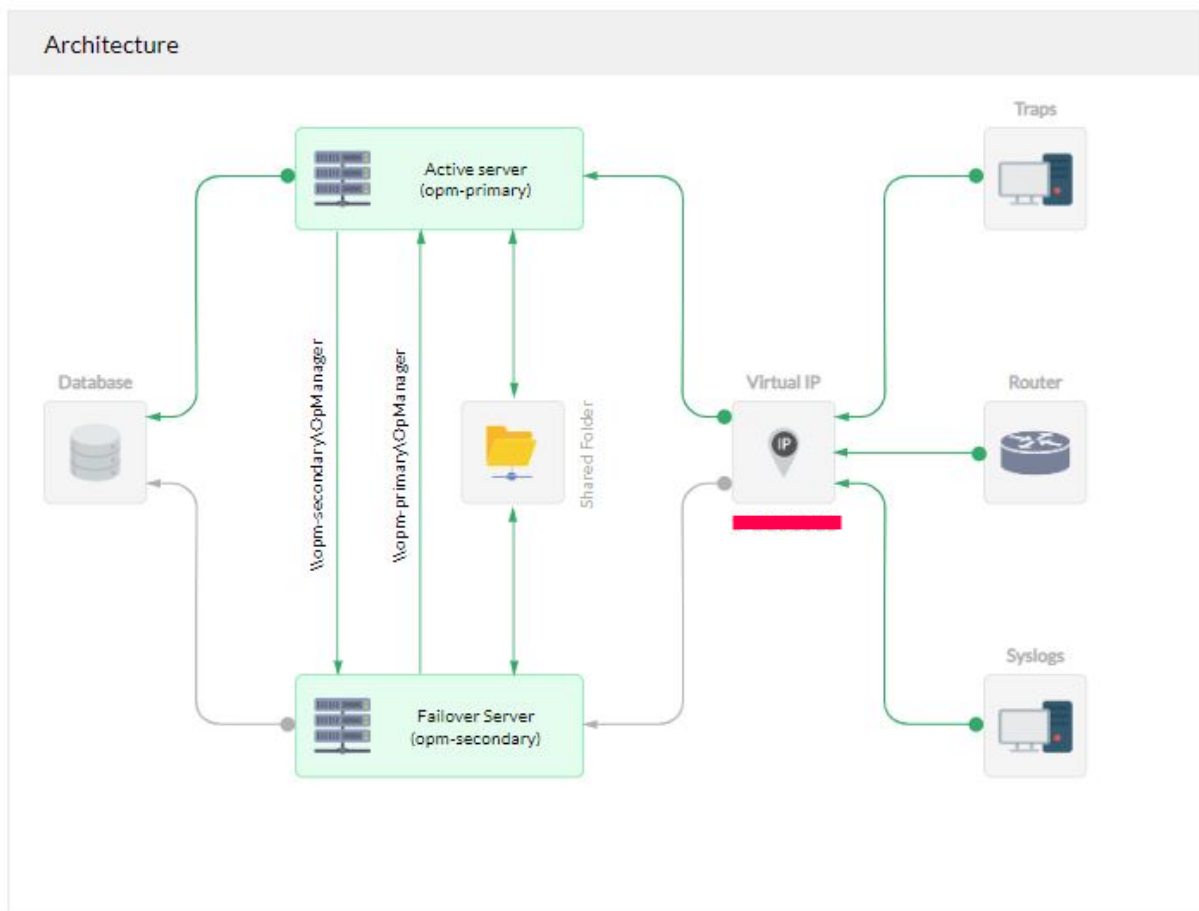 Architecture
Traps
Active server
(opm-primary)
\\opm-secondary\OpManager
\\opm-primary\OpManager
Database
Shared Folder
Virtual IP
IP
Router
Syslogs
Failover Server
(opm-secondary)